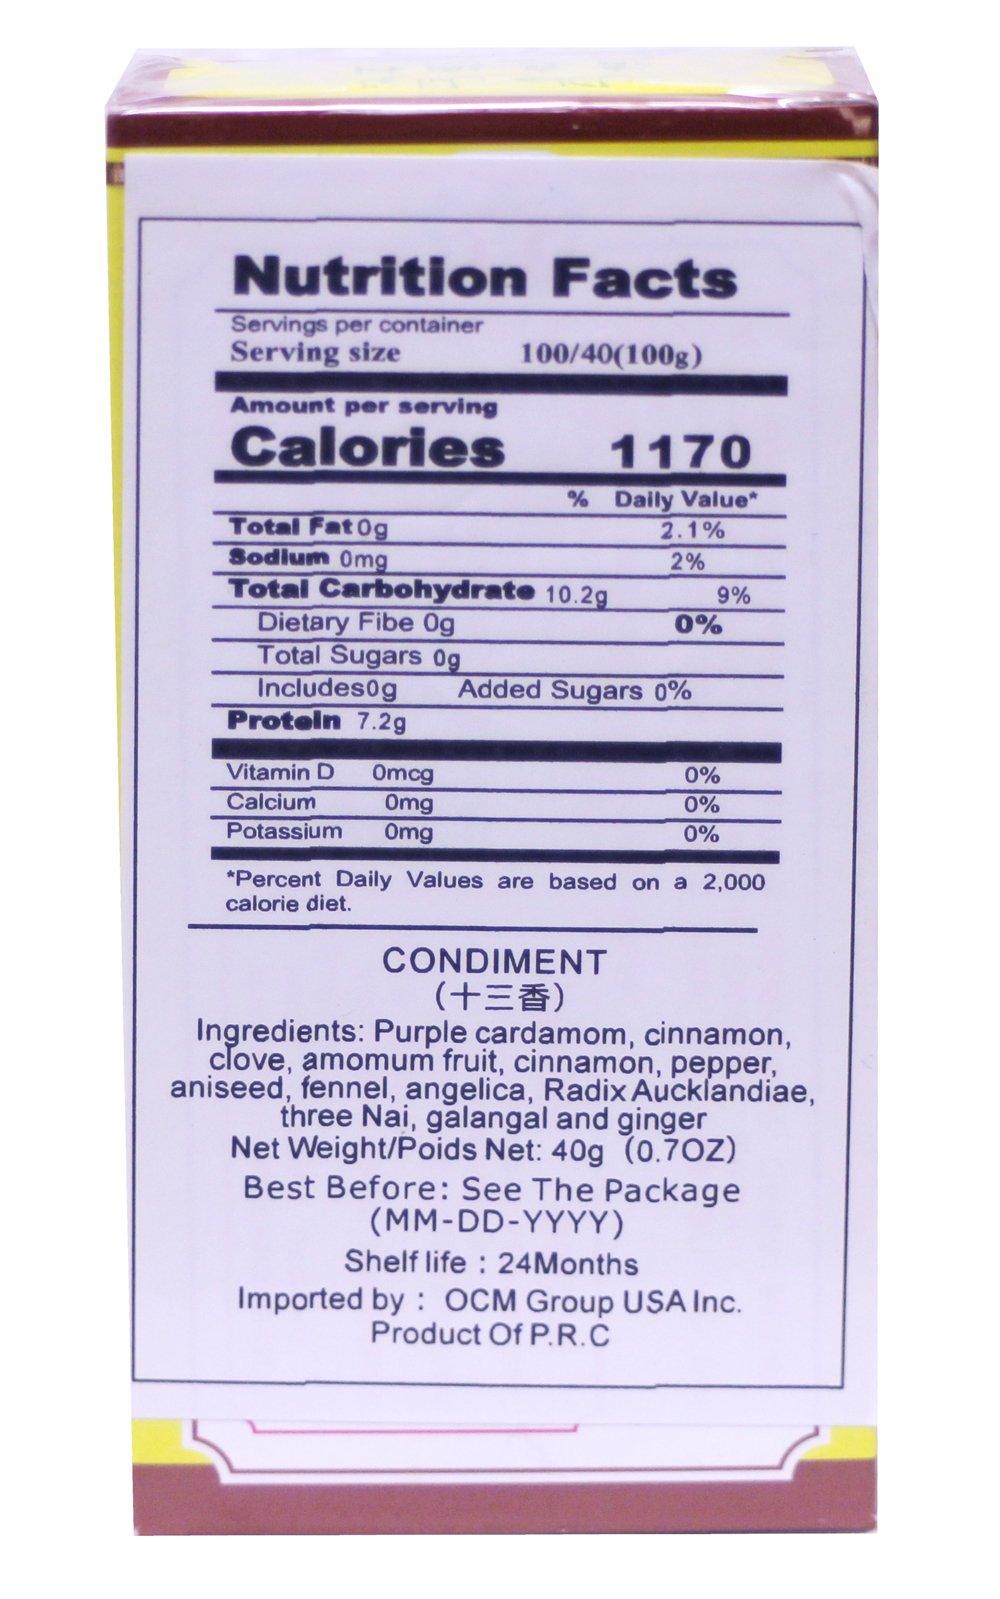 Nutrition Facts
Servings per container
Serving size 100/40(100g)
Amount per serving
Calories 1170
% Daily Value*
Total Fat 0g 2.1%
Sodium 0mg 2%
Total Carbohydrate 10.2g 9%
Dietary Fibe 0g 0%
Total Sugars 0g
Includes0g Added Sugars 0%
Protein 7.2g
Vitamin D 0mcg 0%
Calcium 0mg 0%
Potassium 0mg 0%
*Percent Daily Values are based on a 2,000
calorie diet.
CONDIMENT
(十三香)
Ingredients: Purple cardamom, cinnamon,
clove, amomum fruit, cinnamon, pepper,
aniseed, fennel, angelica, Radix Aucklandiae,
three Nai, galangal and ginger
Net Weight/Poids Net: 40g (0.7OZ)
Best Before: See The Package
(MM-DD-YYYY)
Shelf life : 24Months
Imported by : OCM Group USA Inc.
Product Of P.R.C